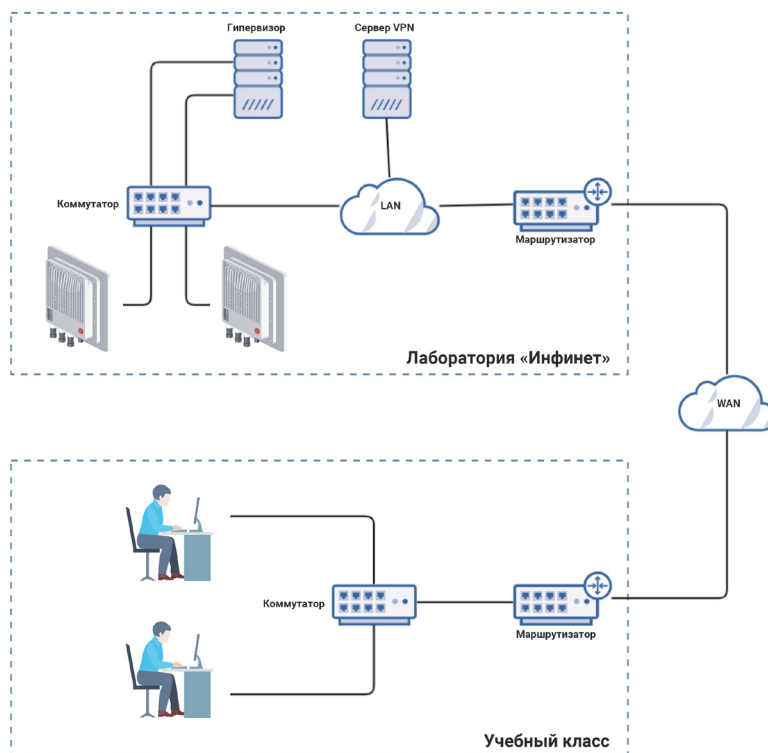 Гипервизор
Сервер VPN
Коммутатор
LAN
Маршрутизатор
Лаборатория «Инфинет»
WAN
Коммутатор
Маршрутизатор
Учебный класс